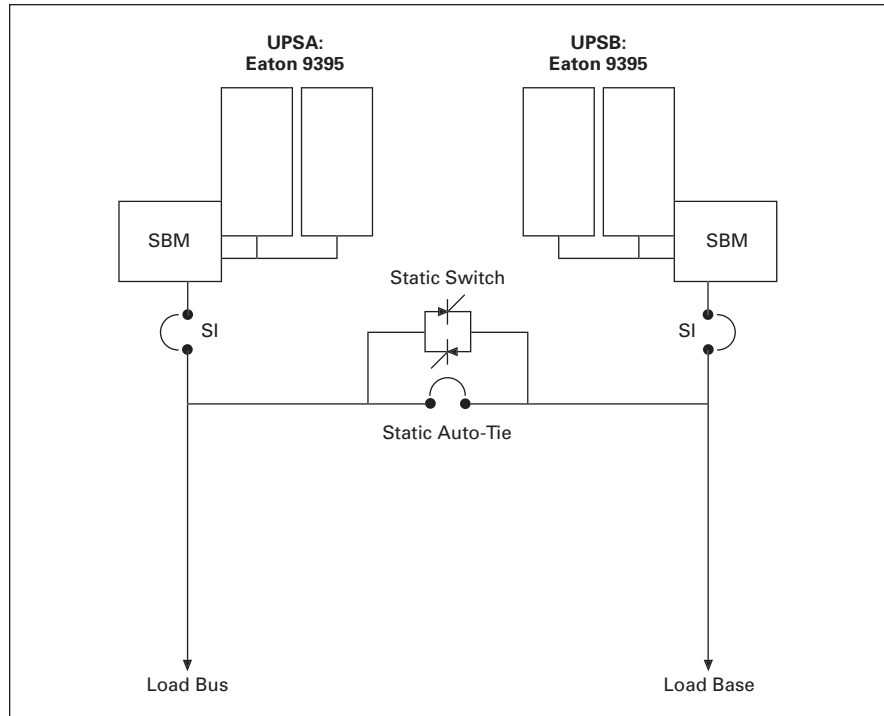 UPSA:
Eaton 9395
UPSB:
Eaton 9395
SBM
SBM
Static Switch
SI
SI
Static Auto-Tie
Load Bus
Load Base